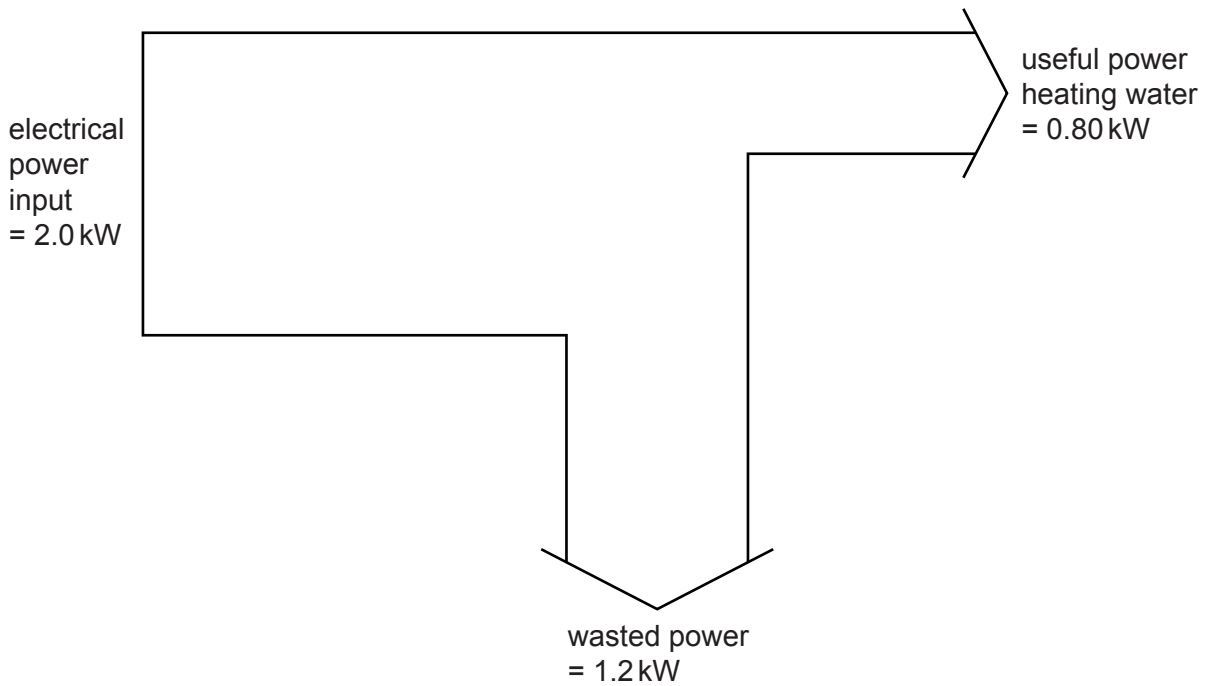 electrical
power
input
= 2.0 kW
useful power
heating water
= 0.80 kW
wasted power
= 1.2 kW